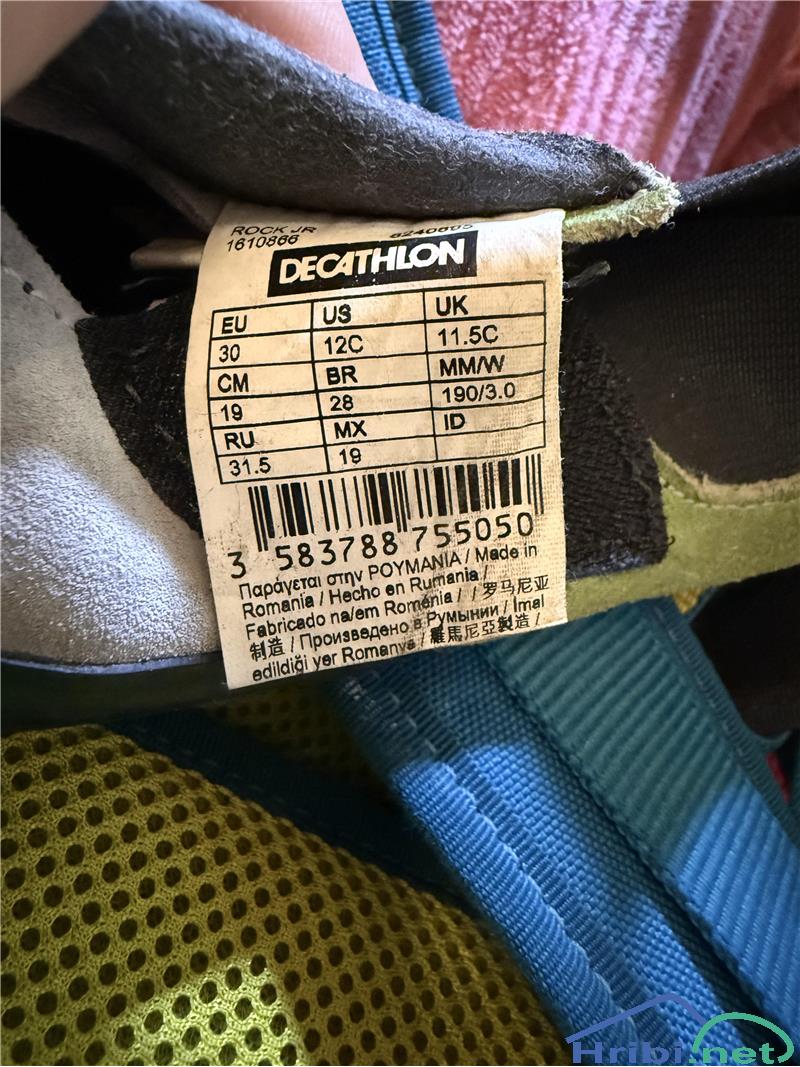 ROCK JR
1610866
DECATHLON
EU US UK
30 12C 11.5C
CM BR MM/W
19 28 190/3.0
RU MX ID
31.5 19
3 583788 755050
Παράγεται στην ΡΟΥΜΑΝΙΑ / Made in
Romania / Hecho en Rumania /
Fabricado na/em Roménia / / 罗马尼亚
制造 / Произведено в Румынии / Imal
edildiği yer Romanya / 羅馬尼亞製造 /
Hribi.net